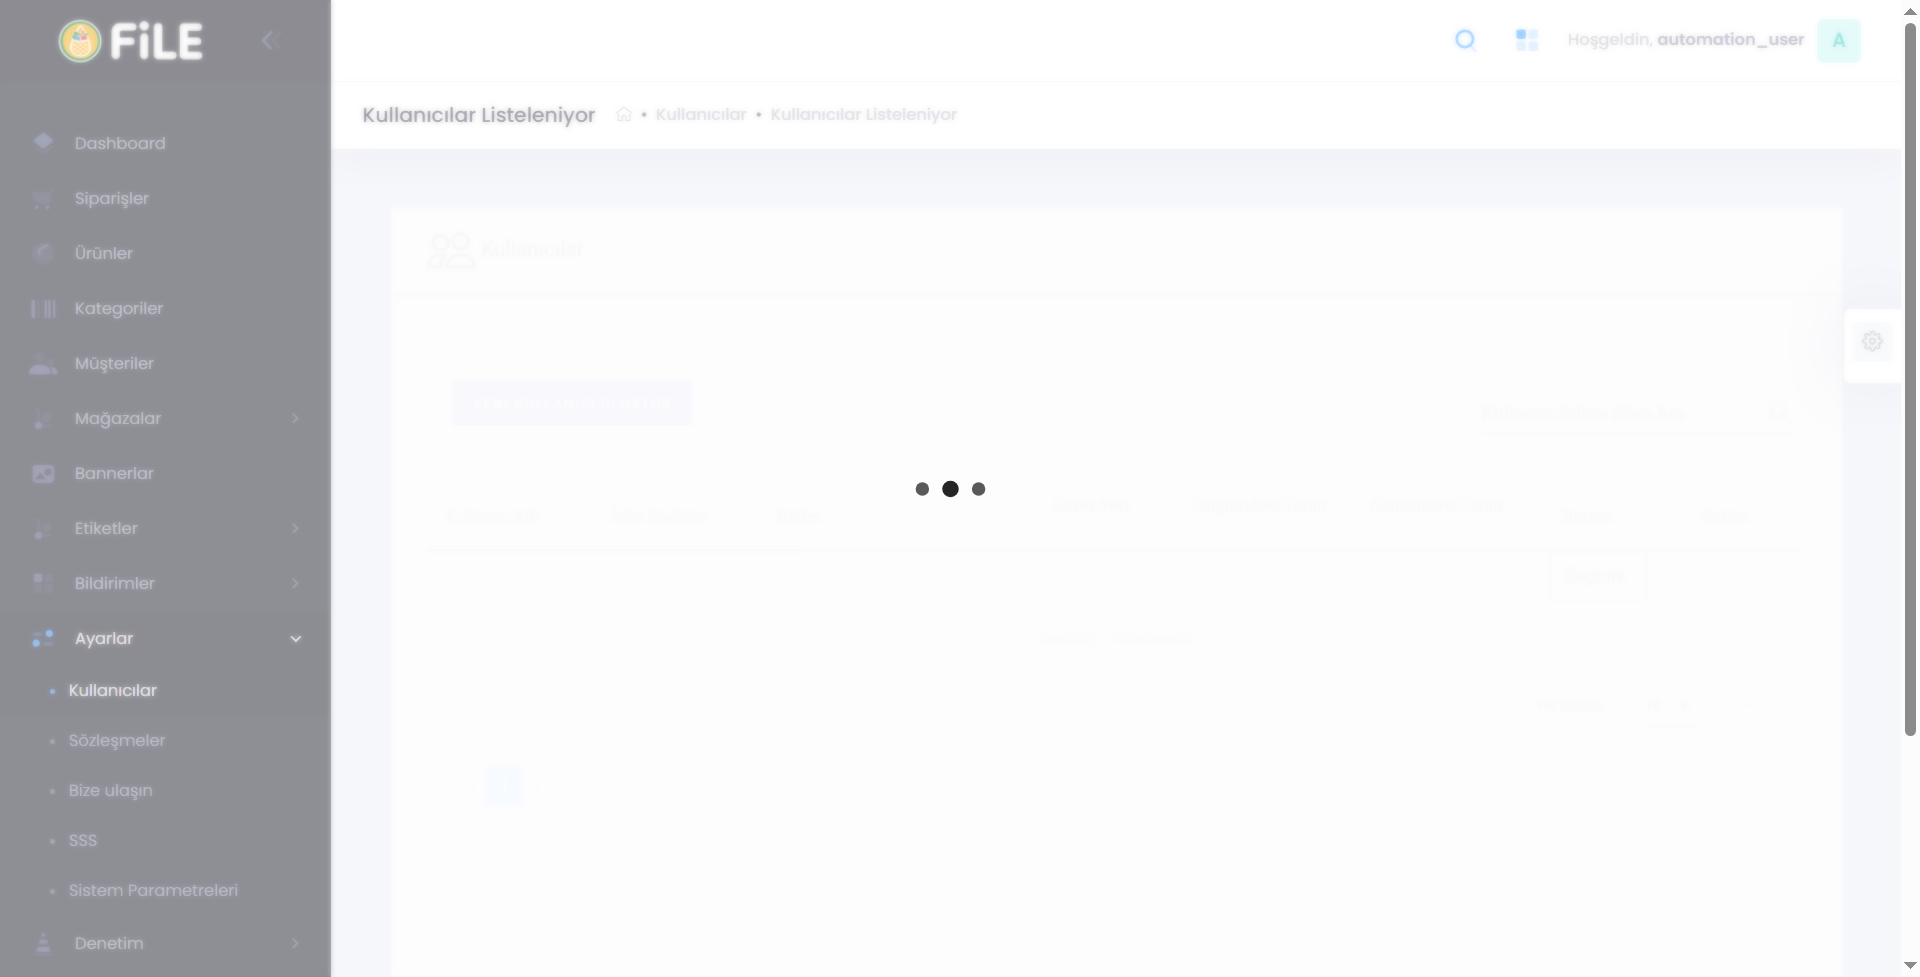 FiLE
Hoşgeldin, automation_user
A
Kullanıcılar Listeleniyor
Kullanıcılar • Kullanıcılar Listeleniyor
Dashboard
Siparişler
Ürünler
Kategoriler
Müşteriler
Mağazalar
Bannerlar
Etiketler
Bildirimler
Ayarlar
Kullanıcılar
Sözleşmeler
Bize ulaşın
SSS
Sistem Parametreleri
Denetim
Kullanıcılar